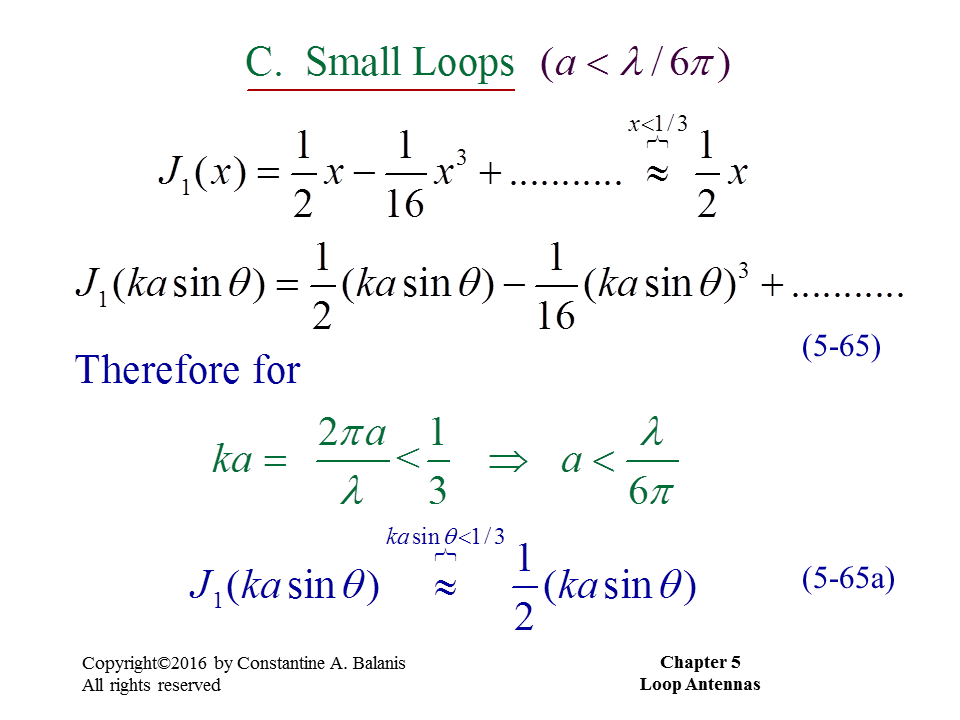 C. Small Loops (a < λ / 6π)
x<1/3
J₁(x) = 1/2 x − 1/16 x³ + ........... ≈ 1/2 x
J₁(ka sin θ) = 1/2 (ka sin θ) − 1/16 (ka sin θ)³ + ...........
(5-65)
Therefore for
ka = 2πa/λ < 1/3 ⇒ a < λ/6π
ka sin θ<1/3
J₁(ka sin θ) ≈ 1/2 (ka sin θ) (5-65a)
Copyright©2016 by Constantine A. Balanis
All rights reserved
Chapter 5
Loop Antennas